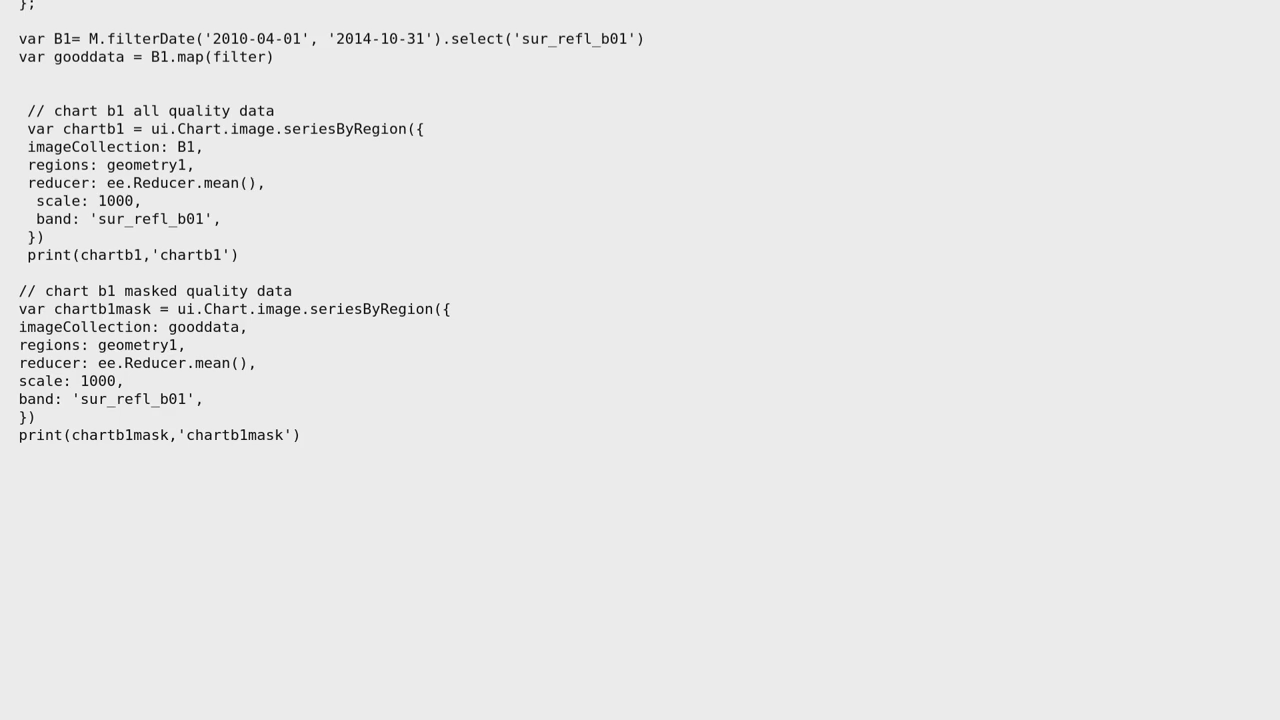 };
var B1= M.filterDate('2010-04-01', '2014-10-31').select('sur_refl_b01')
var gooddata = B1.map(filter)
// chart b1 all quality data
var chartb1 = ui.Chart.image.seriesByRegion({
imageCollection: B1,
regions: geometry1,
reducer: ee.Reducer.mean(),
scale: 1000,
band: 'sur_refl_b01',
})
print(chartb1,'chartb1')
// chart b1 masked quality data
var chartb1mask = ui.Chart.image.seriesByRegion({
imageCollection: gooddata,
regions: geometry1,
reducer: ee.Reducer.mean(),
scale: 1000,
band: 'sur_refl_b01',
})
print(chartb1mask,'chartb1mask')